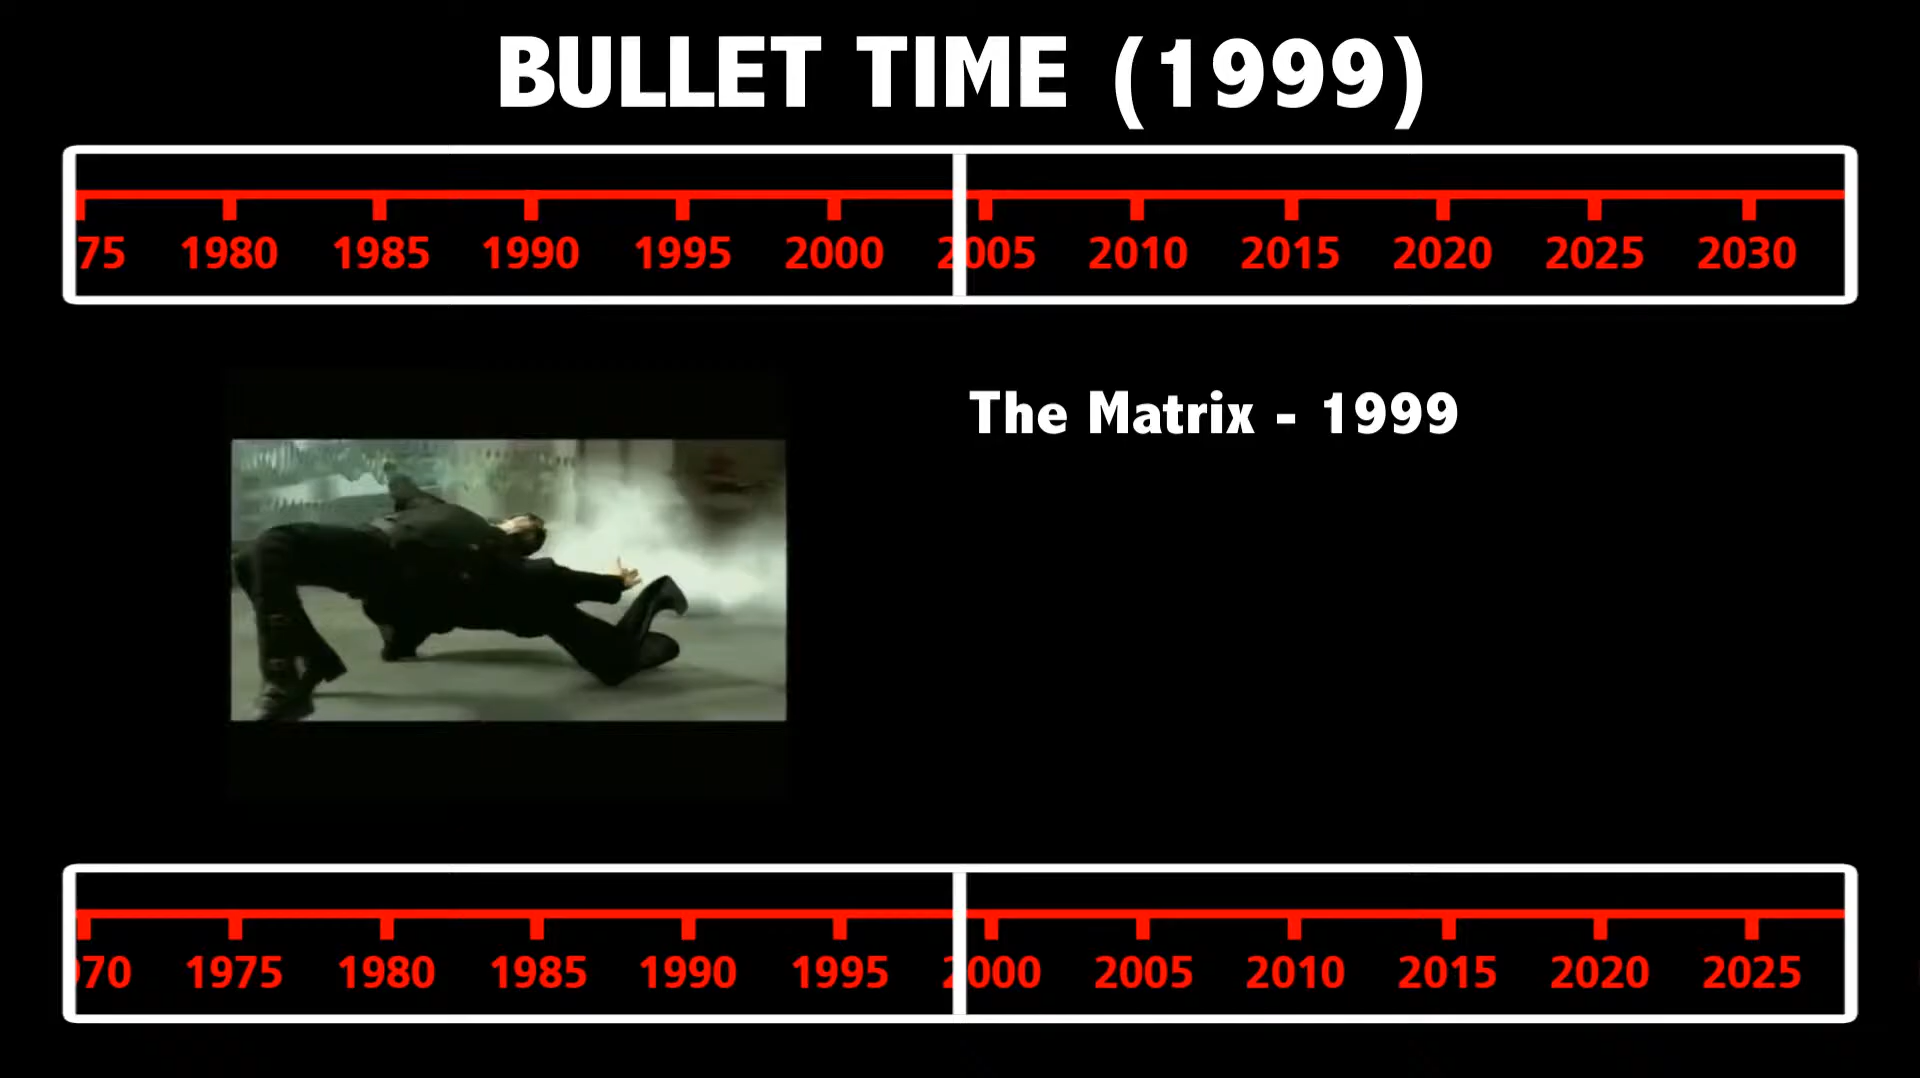 BULLET TIME (1999)
75 1980 1985 1990 1995 2000 2005 2010 2015 2020 2025 2030
The Matrix - 1999
970 1975 1980 1985 1990 1995 2000 2005 2010 2015 2020 2025